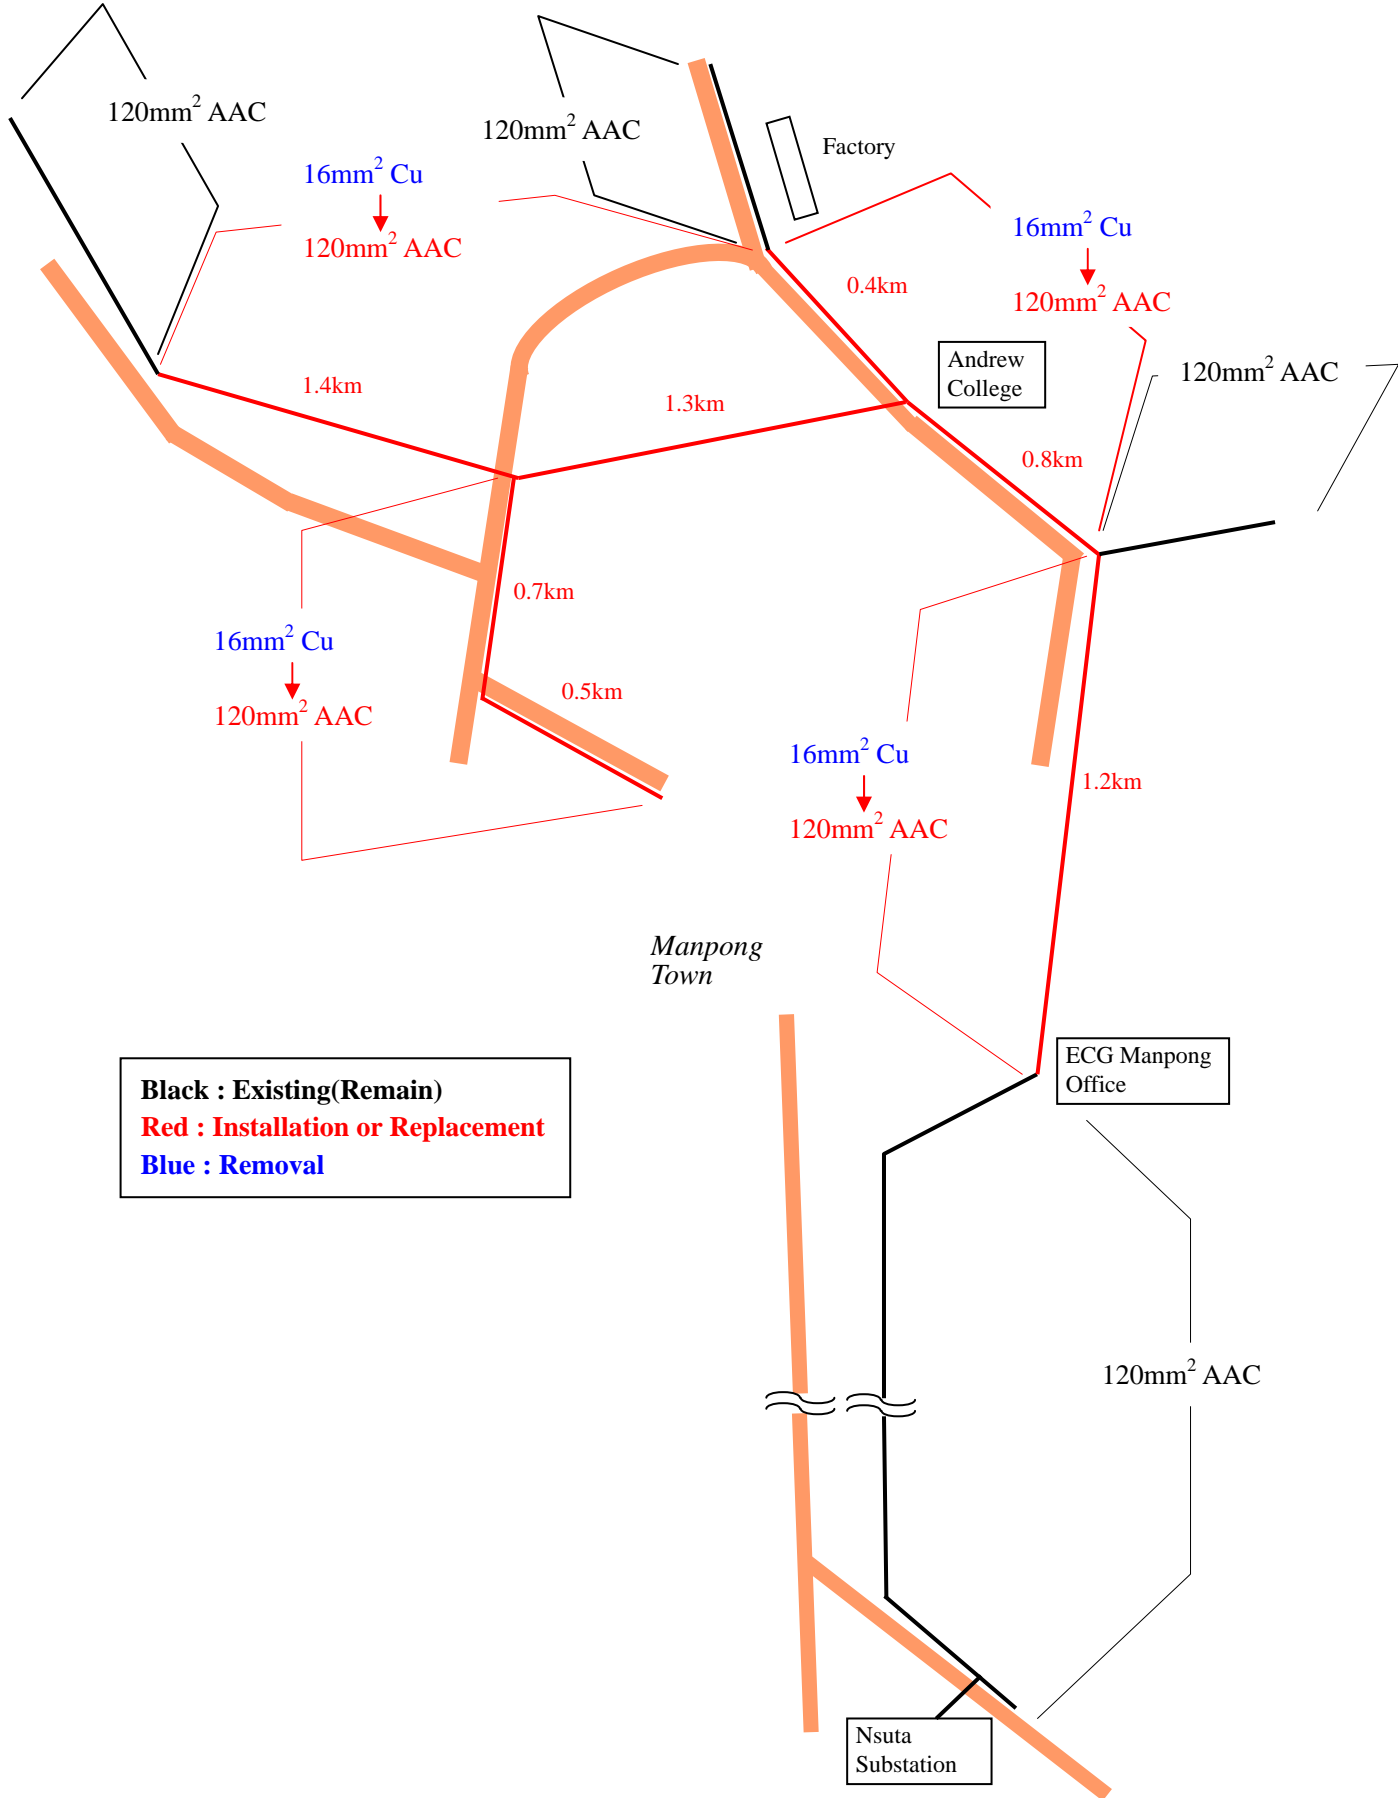 120mm² AAC
120mm² AAC
Factory
16mm² Cu
120mm² AAC
16mm² Cu
120mm² AAC
0.4km
Andrew
College
120mm² AAC
1.4km
1.3km
0.8km
0.7km
16mm² Cu
120mm² AAC
0.5km
16mm² Cu
120mm² AAC
1.2km
Manpong
Town
ECG Manpong
Office
Black : Existing(Remain)
Red : Installation or Replacement
Blue : Removal
120mm² AAC
Nsuta
Substation